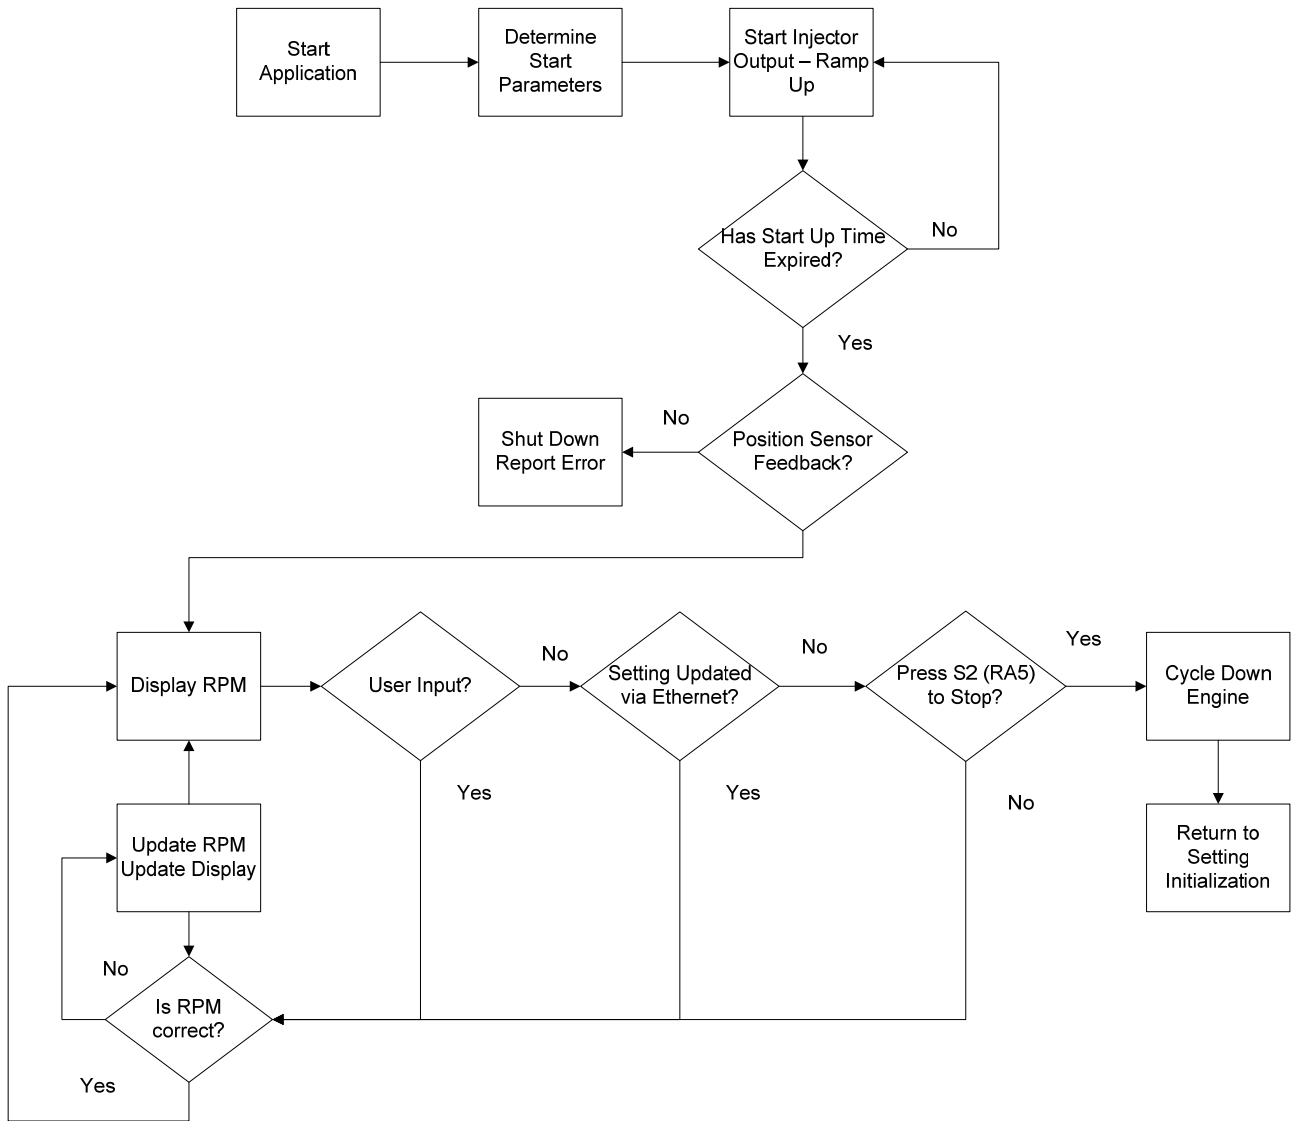 Start
Application
Determine
Start
Parameters
Start Injector
Output – Ramp
Up
Has Start Up Time
Expired?
No
Yes
Position Sensor
Feedback?
No
Shut Down
Report Error
Display RPM
User Input?
No
Setting Updated
via Ethernet?
No
Press S2 (RA5)
to Stop?
Yes
Cycle Down
Engine
Yes
Yes
No
Update RPM
Update Display
Return to
Setting
Initialization
No
Is RPM
correct?
Yes